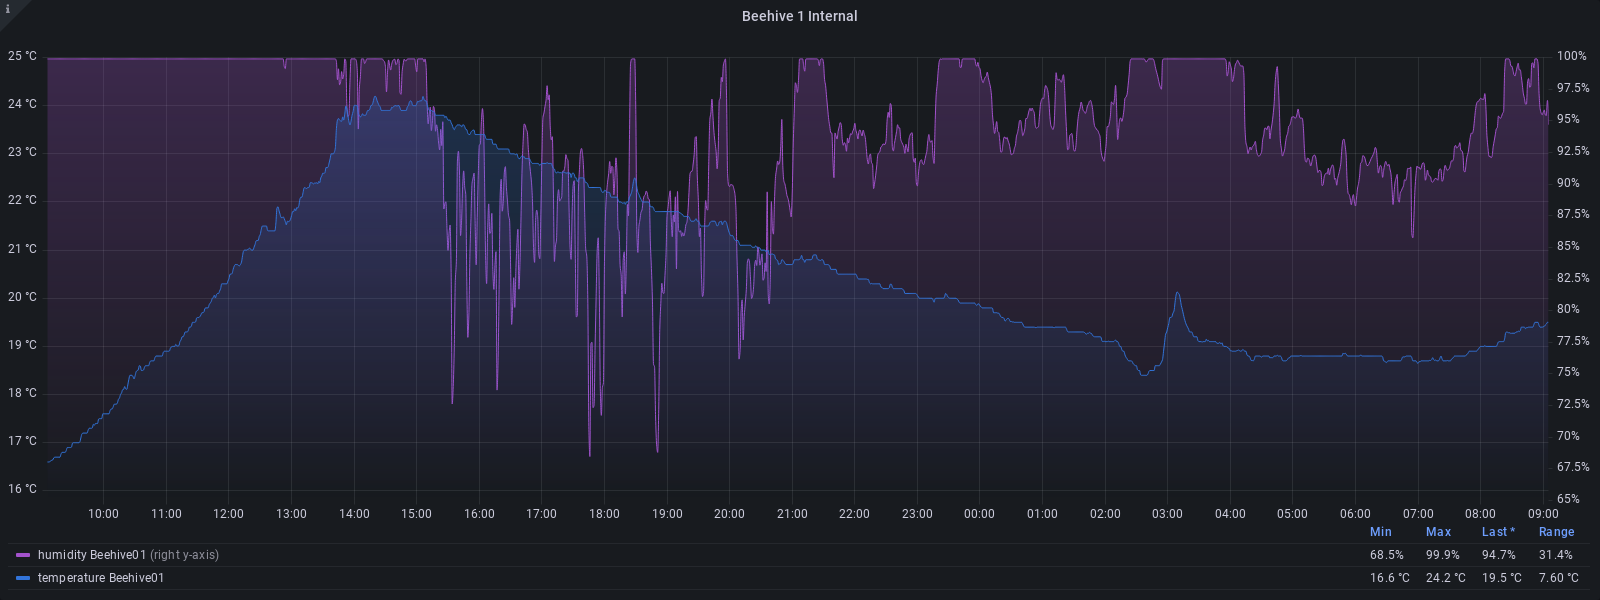 i
Beehive 1 Internal
25 °C 100%
24 °C 97.5%
23 °C 95%
22 °C 92.5%
21 °C 90%
20 °C 87.5%
19 °C 85%
18 °C 82.5%
17 °C 80%
16 °C 77.5%
75%
72.5%
70%
67.5%
65%
10:00 11:00 12:00 13:00 14:00 15:00 16:00 17:00 18:00 19:00 20:00 21:00 22:00 23:00 00:00 01:00 02:00 03:00 04:00 05:00 06:00 07:00 08:00 09:00
Min Max Last * Range
humidity Beehive01 (right y-axis) 68.5% 99.9% 94.7% 31.4%
temperature Beehive01 16.6 °C 24.2 °C 19.5 °C 7.60 °C